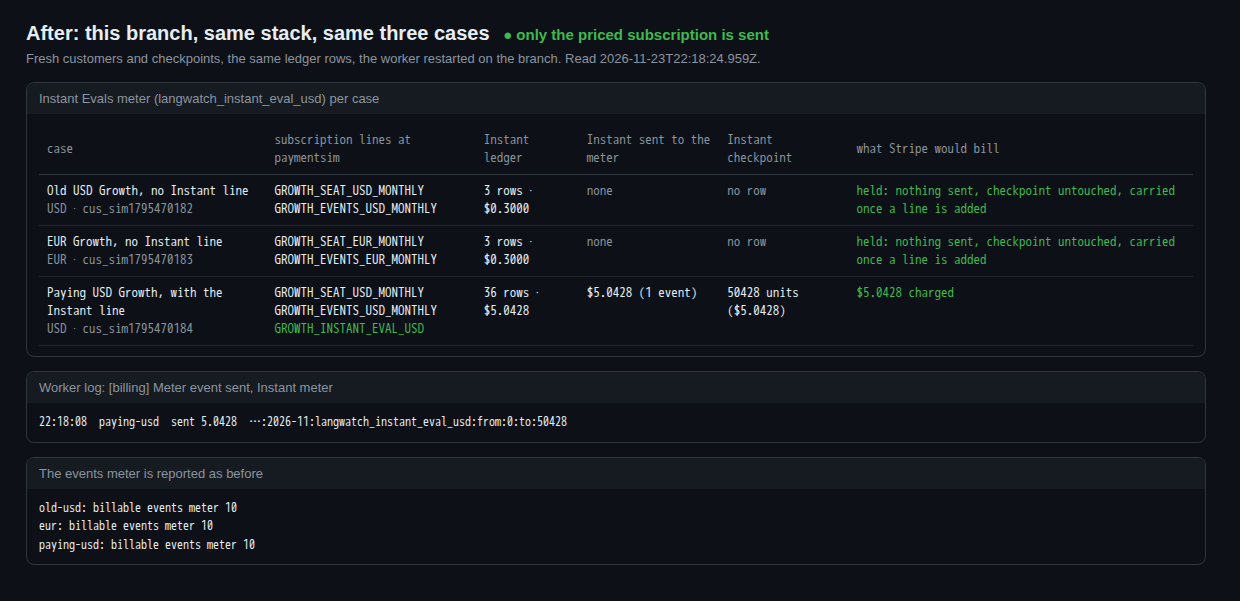 After: this branch, same stack, same three cases ● only the priced subscription is sent
Fresh customers and checkpoints, the same ledger rows, the worker restarted on the branch. Read 2026-11-23T22:18:24.959Z.
Instant Evals meter (langwatch_instant_eval_usd) per case
case
subscription lines at
paymentsim
Instant
ledger
Instant sent to the
meter
Instant
checkpoint
what Stripe would bill
Old USD Growth, no Instant line
USD · cus_sim1795470182
GROWTH_SEAT_USD_MONTHLY
GROWTH_EVENTS_USD_MONTHLY
3 rows ·
$0.3000
none
no row
held: nothing sent, checkpoint untouched, carried
once a line is added
EUR Growth, no Instant line
EUR · cus_sim1795470183
GROWTH_SEAT_EUR_MONTHLY
GROWTH_EVENTS_EUR_MONTHLY
3 rows ·
$0.3000
none
no row
held: nothing sent, checkpoint untouched, carried
once a line is added
Paying USD Growth, with the
Instant line
USD · cus_sim1795470184
GROWTH_SEAT_USD_MONTHLY
GROWTH_EVENTS_USD_MONTHLY
GROWTH_INSTANT_EVAL_USD
36 rows ·
$5.0428
$5.0428 (1 event)
50428 units
($5.0428)
$5.0428 charged
Worker log: [billing] Meter event sent, Instant meter
22:18:08 paying-usd sent 5.0428 …:2026-11:langwatch_instant_eval_usd:from:0:to:50428
The events meter is reported as before
old-usd: billable events meter 10
eur: billable events meter 10
paying-usd: billable events meter 10